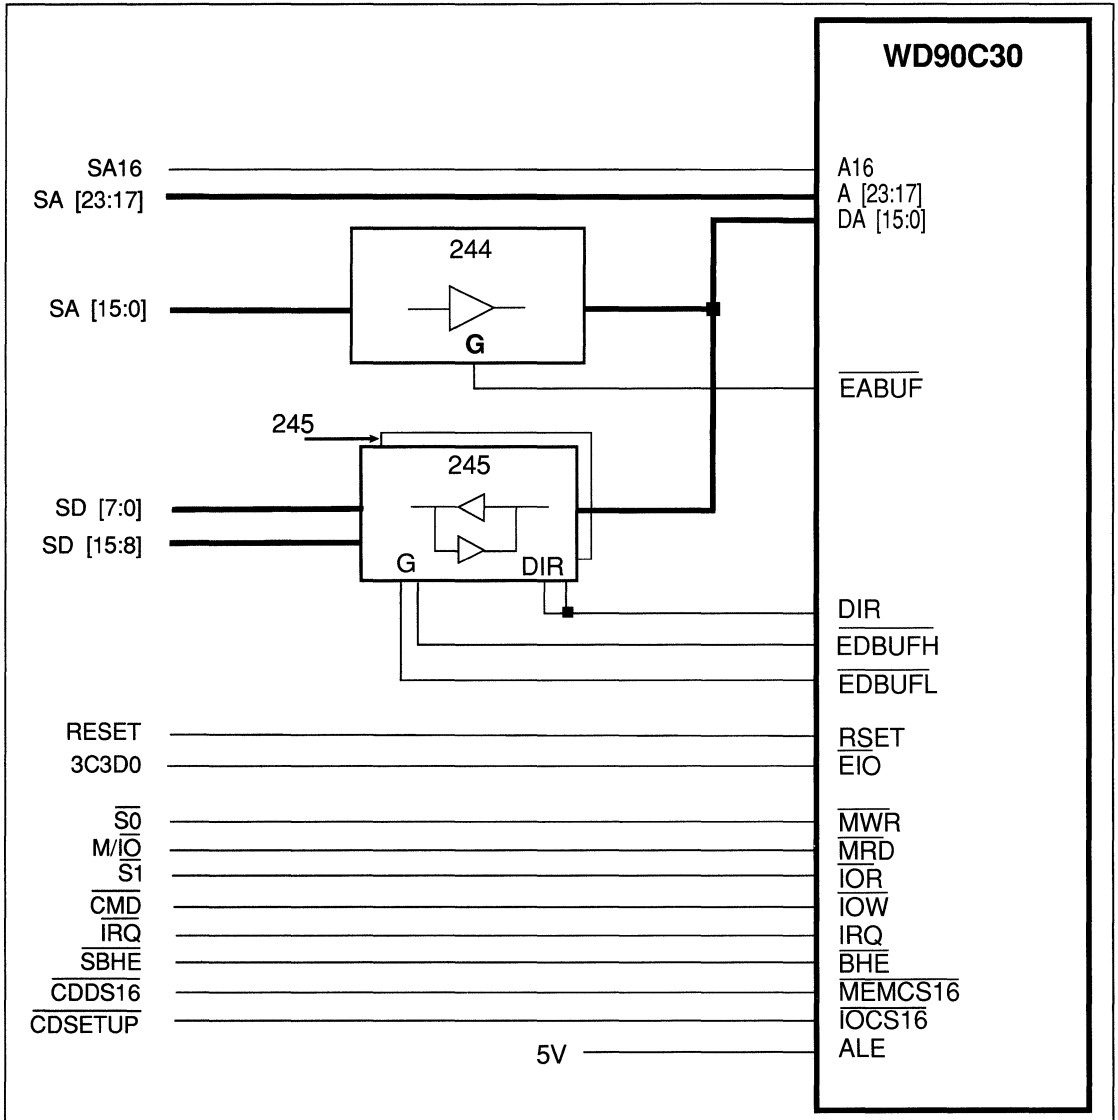 WD90C30
SA16 A16
SA [23:17] A [23:17]
DA [15:0]
244
SA [15:0]
G
EABUF
245
245
SD [7:0]
SD [15:8]
G DIR
DIR
EDBUFH
EDBUFL
RESET RSET
3C3D0 EIO
S0 MWR
M/IO MRD
S1 IOR
CMD IOW
IRQ IRQ
SBHE BHE
CDDS16 MEMCS16
CDSETUP IOCS16
5V ALE